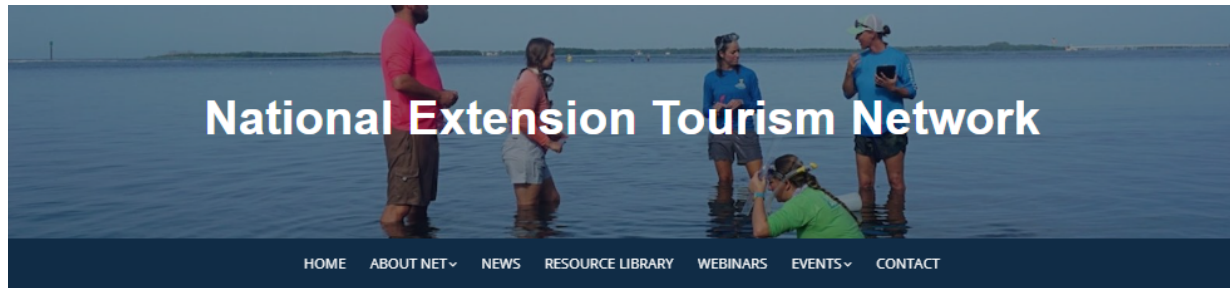 National Extension Tourism Network
HOME ABOUT NET NEWS RESOURCE LIBRARY WEBINARS EVENTS CONTACT